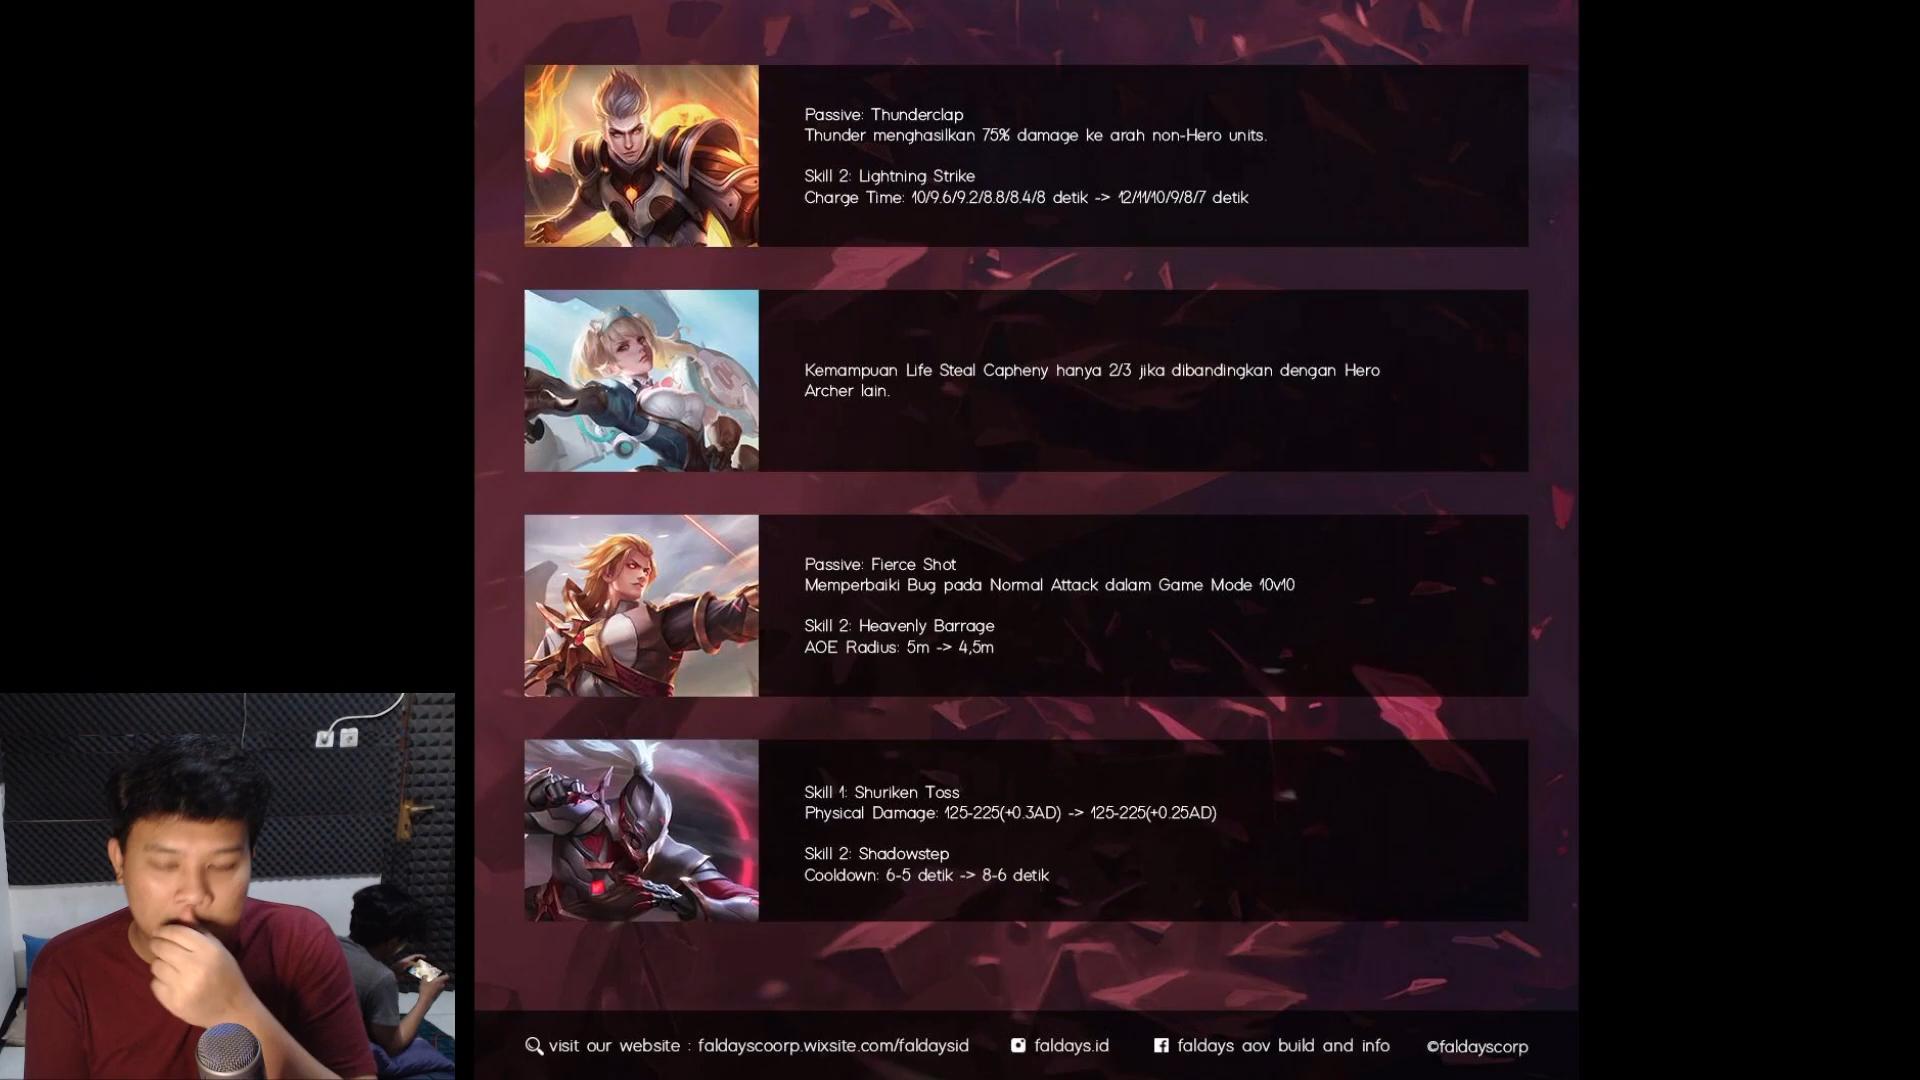 Passive: Thunderclap
Thunder menghasilkan 75% damage ke arah non-Hero units.
Skill 2: Lightning Strike
Charge Time: 10/9.6/9.2/8.8/8.4/8 detik -> 12/11/10/9/8/7 detik
Kemampuan Life Steal Capheny hanya 2/3 jika dibandingkan dengan Hero
Archer lain.
Passive: Fierce Shot
Memperbaiki Bug pada Normal Attack dalam Game Mode 10v10
Skill 2: Heavenly Barrage
AOE Radius: 5m -> 4,5m
Skill 1: Shuriken Toss
Physical Damage: 125-225(+0.3AD) -> 125-225(+0.25AD)
Skill 2: Shadowstep
Cooldown: 6-5 detik -> 8-6 detik
visit our website : faldayscoorp.wixsite.com/faldaysid faldays.id faldays aov build and info ©faldayscorp